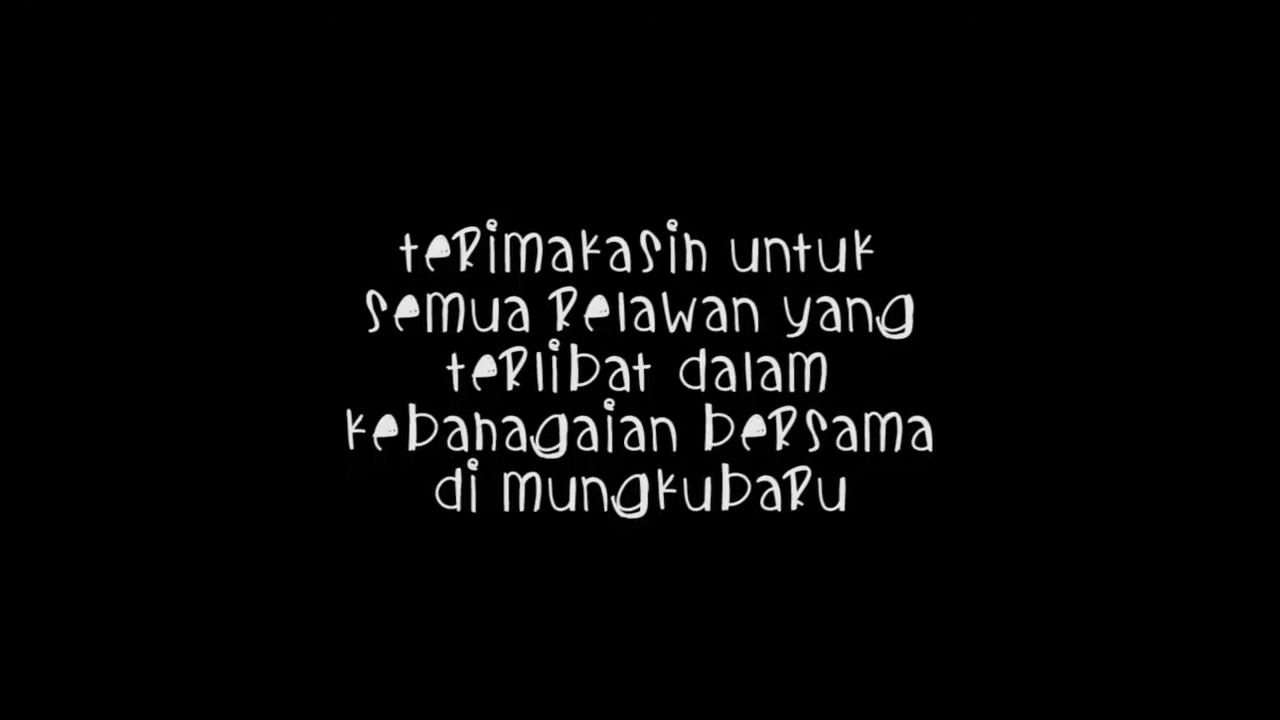 terimakasih untuk
semua relawan yang
terlibat dalam
kebahagaian bersama
di mungkubaru